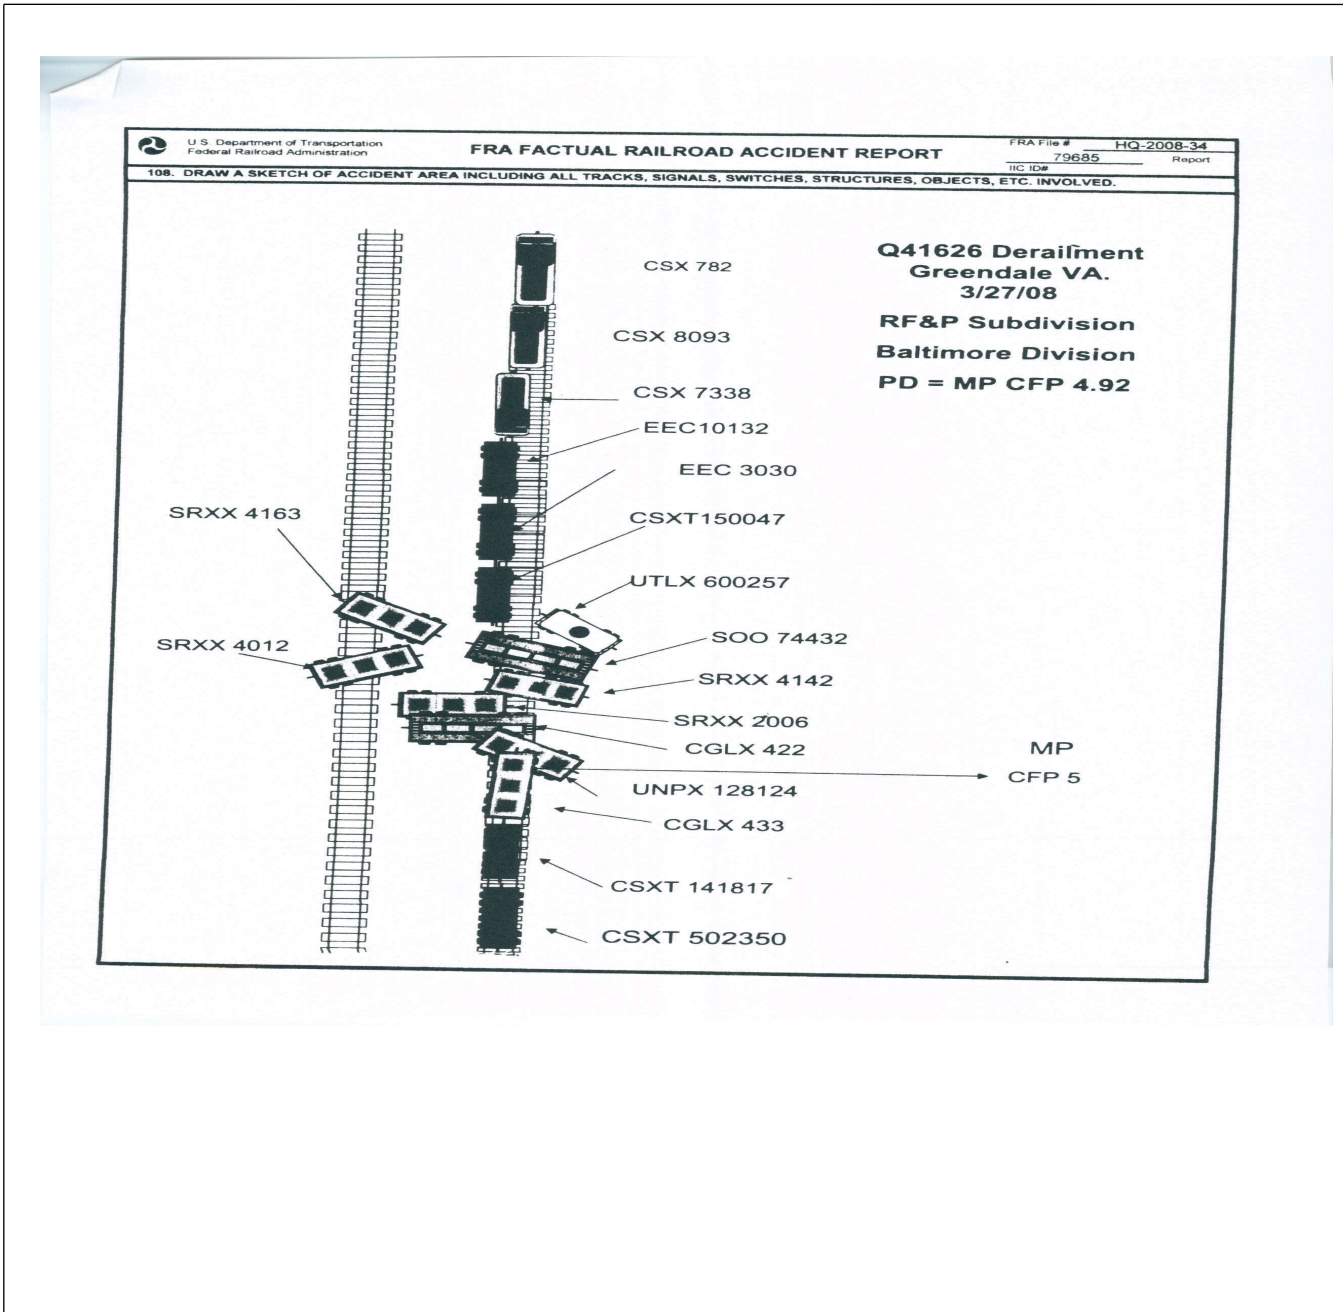 U.S. Department of Transportation
Federal Railroad Administration
FRA FACTUAL RAILROAD ACCIDENT REPORT
FRA File # HQ-2008-34
79685 Report
IIC ID#
108. DRAW A SKETCH OF ACCIDENT AREA INCLUDING ALL TRACKS, SIGNALS, SWITCHES, STRUCTURES, OBJECTS, ETC. INVOLVED.
Q41626 Derailment
Greendale VA.
3/27/08
RF&P Subdivision
Baltimore Division
PD = MP CFP 4.92
CSX 782
CSX 8093
CSX 7338
EEC10132
EEC 3030
SRXX 4163
CSXT150047
UTLX 600257
SRXX 4012
SOO 74432
SRXX 4142
SRXX 2006
CGLX 422
MP
CFP 5
UNPX 128124
CGLX 433
CSXT 141817
CSXT 502350